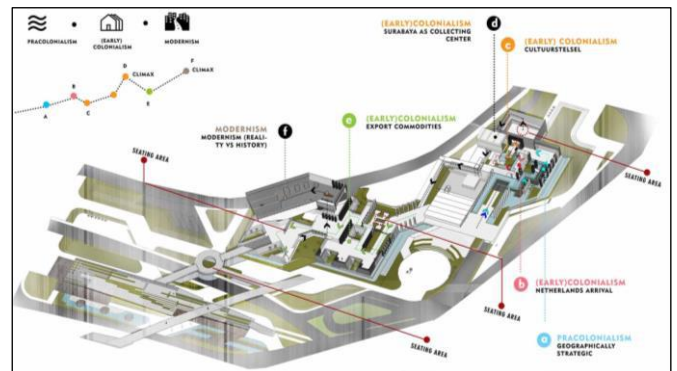 PRACOLONIALISM
(EARLY)
COLONIALISM
MODERNISM
A
B
C
D
CLIMAX
E
F
CLIMAX
(EARLY)COLONIALISM
SURABAYA AS COLLECTING
CENTER
d
c
(EARLY) COLONIALISM
CULTUURSTELSEL
MODERNISM
MODERNISM (REALI-
TY VS HISTORY)
f
e
(EARLY)COLONIALISM
EXPORT COMMODITIES
SEATING AREA
SEATING AREA
b
(EARLY)COLONIALISM
NETHERLANDS ARRIVAL
SEATING AREA
SEATING AREA
a
PRACOLONIALISM
GEOGRAPHICALLY
STRATEGIC